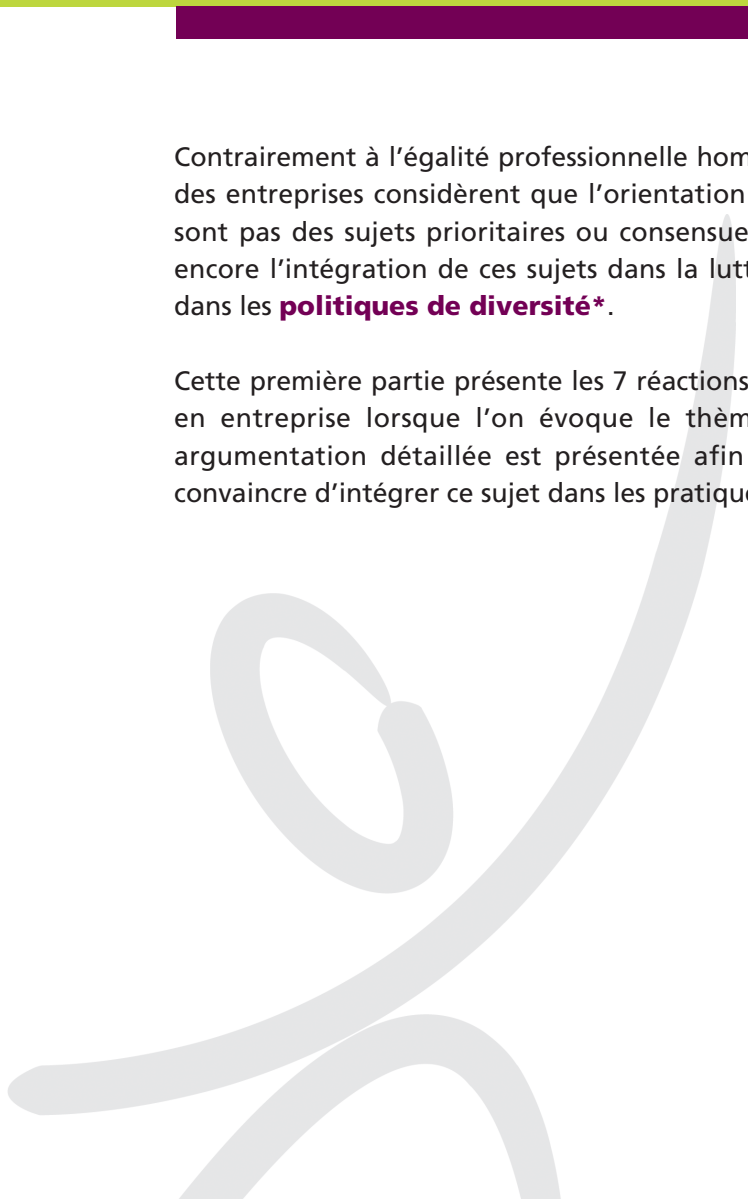 Contrairement à l’égalité professionnelle hom
des entreprises considèrent que l’orientation
sont pas des sujets prioritaires ou consensue
encore l’intégration de ces sujets dans la lutt
dans les politiques de diversité*.
Cette première partie présente les 7 réactions
en entreprise lorsque l’on évoque le thèm
argumentation détaillée est présentée afin
convaincre d’intégrer ce sujet dans les pratique